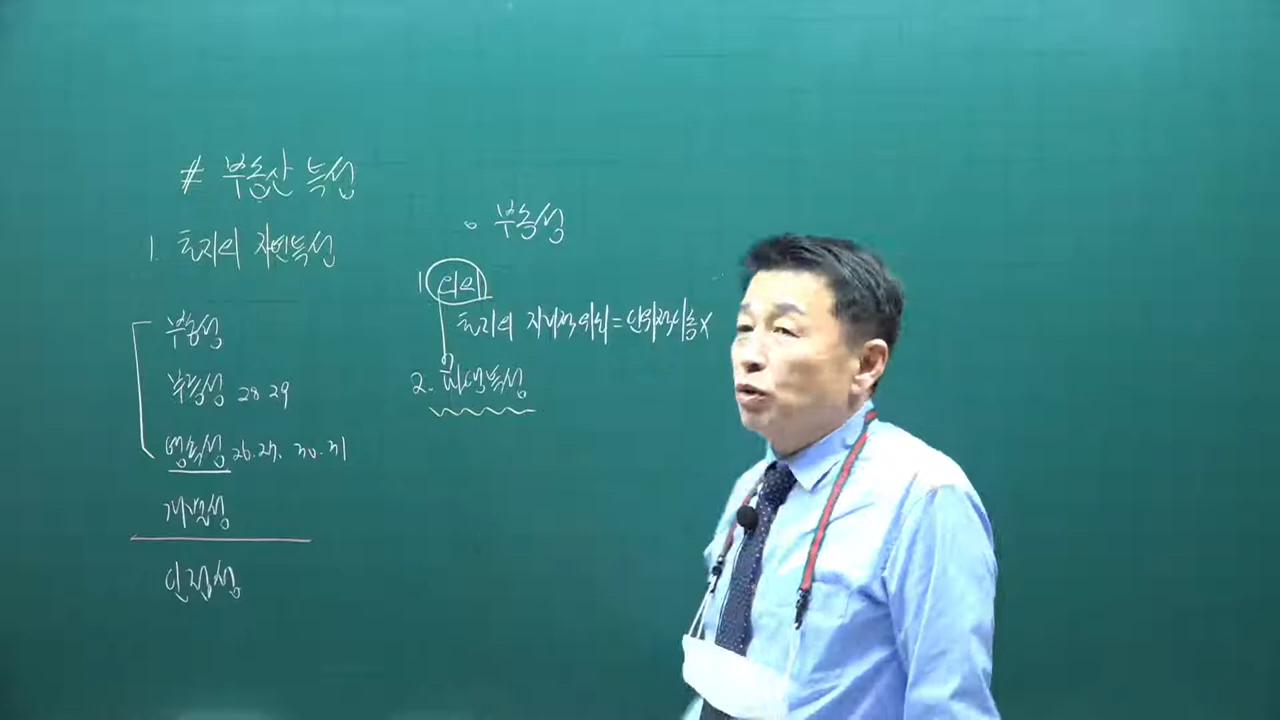 # 부동산 특성
1. 토지의 자연특성
부동성
부증성 28. 29
영속성 26. 27. 30. 31
개별성
인접성
○ 부동성
1 의의
토지의 지리적위치=인위적이동×
2. 파생특성